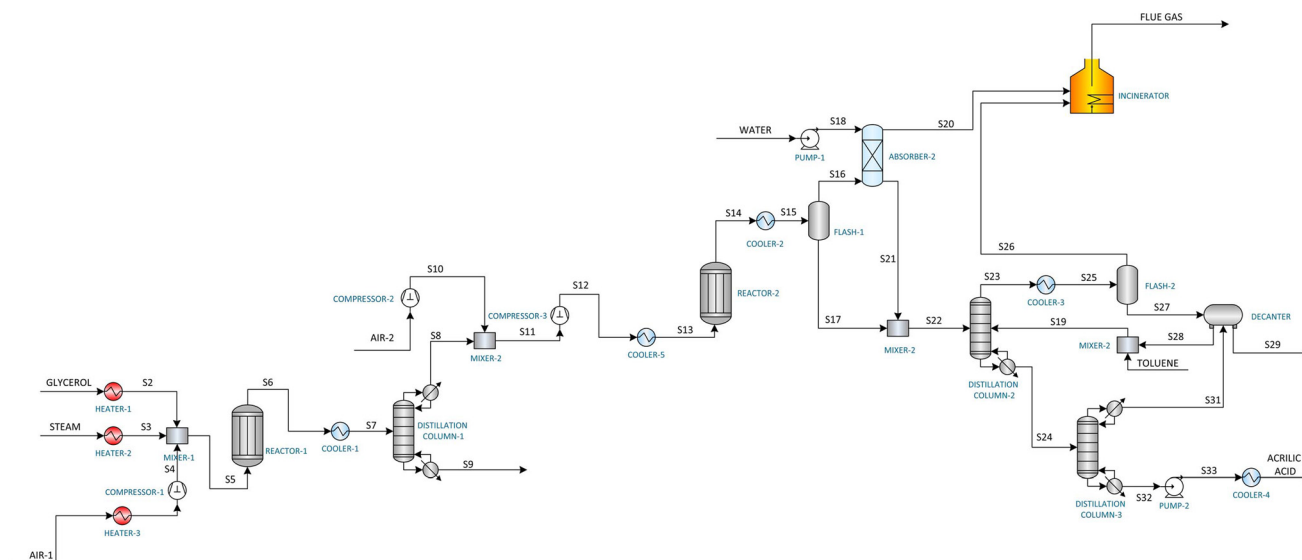 FLUE GAS
INCINERATOR
WATER
S18
S20
PUMP-1
ABSORBER-2
S16
S14
S15
FLASH-1
COOLER-2
S26
S10
S12
S21
S23
S25
FLASH-2
COMPRESSOR-2
REACTOR-2
COOLER-3
COMPRESSOR-3
S27
S13
S17
S22
S19
DECANTER
S8
S11
S28
AIR-2
MIXER-2
COOLER-5
MIXER-2
MIXER-2
S29
TOLUENE
GLYCEROL
S2
S6
DISTILLATION
COLUMN-2
HEATER-1
S31
STEAM
S3
S7
DISTILLATION
COLUMN-1
S24
HEATER-2
MIXER-1
REACTOR-1
COOLER-1
S4
S9
ACRILIC
ACID
S5
S33
COMPRESSOR-1
S32
COOLER-4
DISTILLATION
COLUMN-3
PUMP-2
HEATER-3
AIR-1